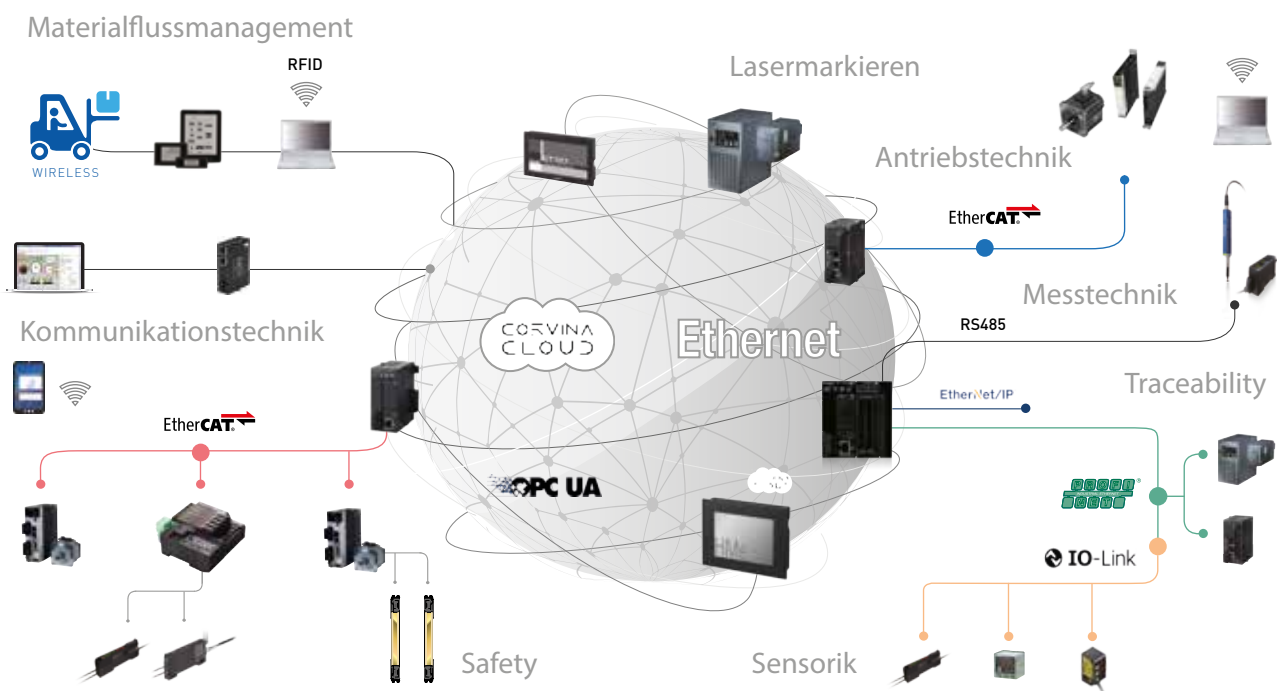 Materialflussmanagement
RFID
WIRELESS
Lasermarkieren
Antriebstechnik
EtherCAT®
Messtechnik
RS485
CORVINA
CLOUD
Ethernet
Kommunikationstechnik
EtherCAT®
EtherNet/IP
Traceability
OPC UA
IO-Link
Safety
Sensorik